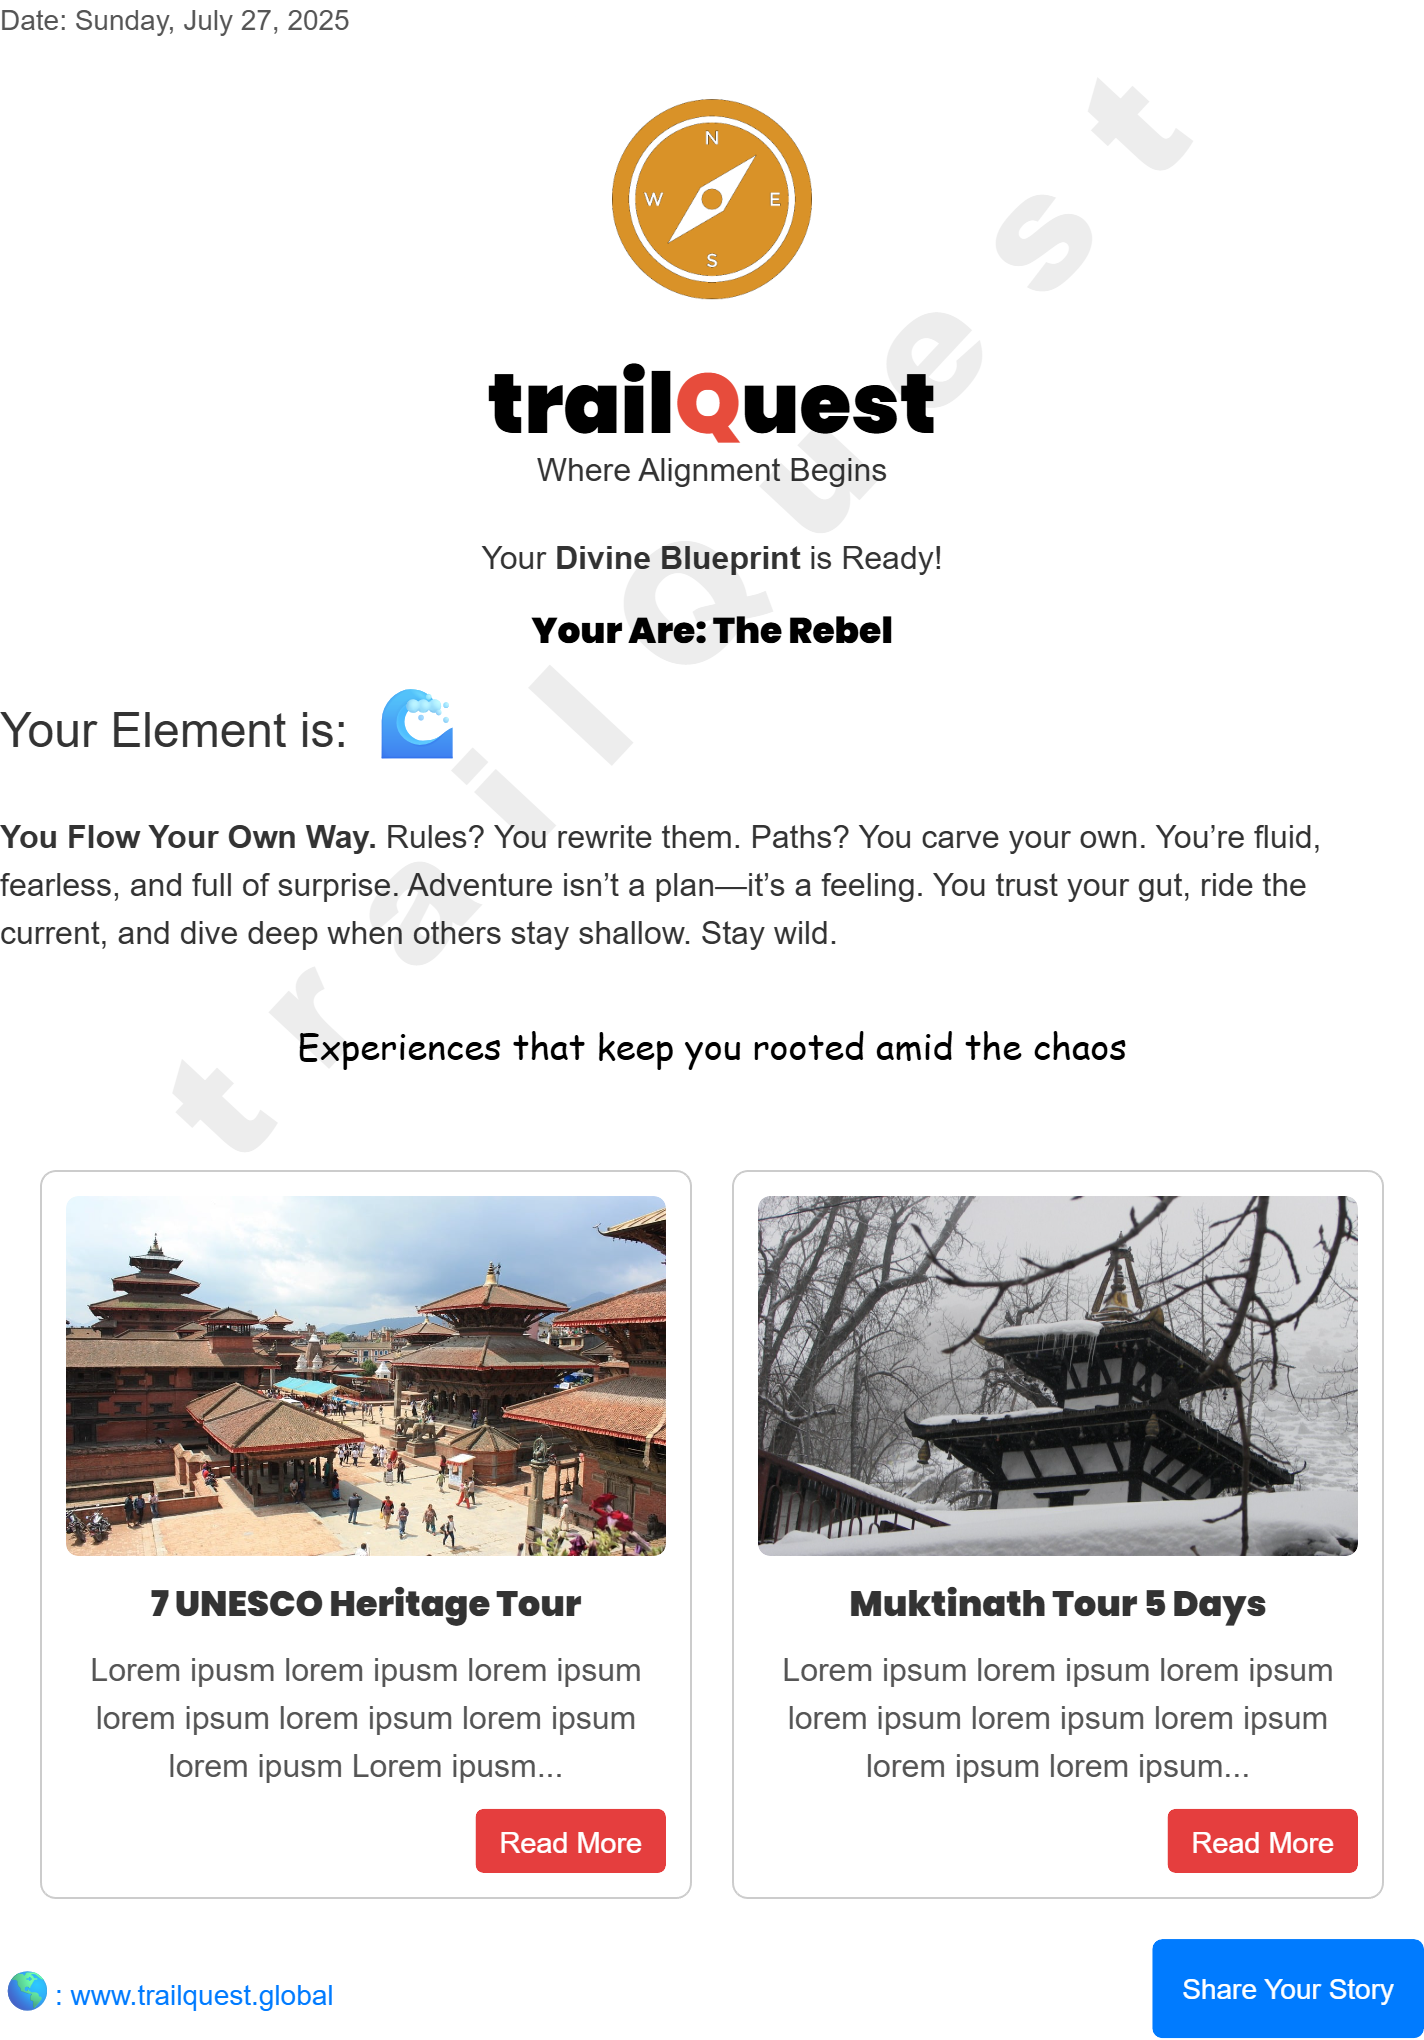 Date: Sunday, July 27, 2025
N
W
E
S
trailQuest
Where Alignment Begins
Your Divine Blueprint is Ready!
Your Are: The Rebel
Your Element is:
You Flow Your Own Way. Rules? You rewrite them. Paths? You carve your own. You’re fluid,
fearless, and full of surprise. Adventure isn’t a plan—it’s a feeling. You trust your gut, ride the
current, and dive deep when others stay shallow. Stay wild.
trailQuest
Experiences that keep you rooted amid the chaos
7 UNESCO Heritage Tour
Lorem ipusm lorem ipusm lorem ipsum
lorem ipsum lorem ipsum lorem ipsum
lorem ipusm Lorem ipusm...
Read More
Muktinath Tour 5 Days
Lorem ipsum lorem ipsum lorem ipsum
lorem ipsum lorem ipsum lorem ipsum
lorem ipsum lorem ipsum...
Read More
: www.trailquest.global
Share Your Story